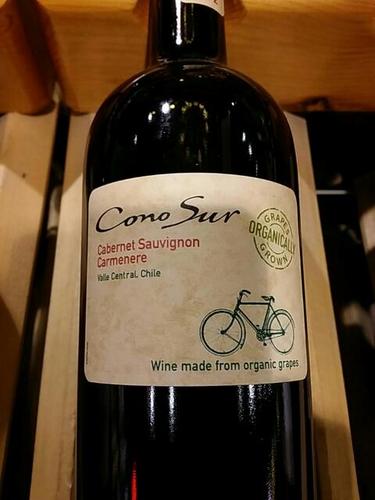 Cono Sur
Cabernet Sauvignon
Carmenere
Valle Central, Chile
GRAPES
ORGANICALLY
GROWN
Wine made from organic grapes